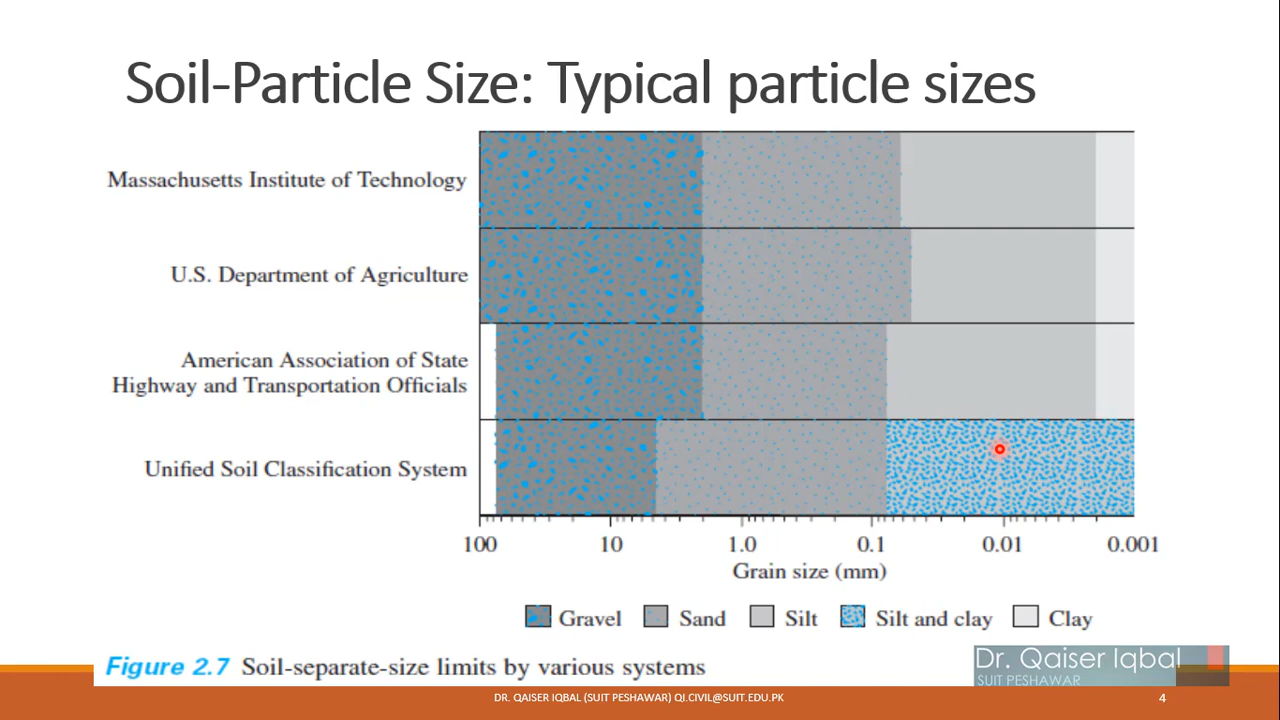 Soil-Particle Size: Typical particle sizes
Massachusetts Institute of Technology
U.S. Department of Agriculture
American Association of State
Highway and Transportation Officials
Unified Soil Classification System
100 10 1.0 0.1 0.01 0.001
Grain size (mm)
Gravel Sand Silt Silt and clay Clay
Figure 2.7 Soil-separate-size limits by various systems
Dr. Qaiser Iqbal
SUIT PESHAWAR
DR. QAISER IQBAL (SUIT PESHAWAR) QI.CIVIL@SUIT.EDU.PK 4